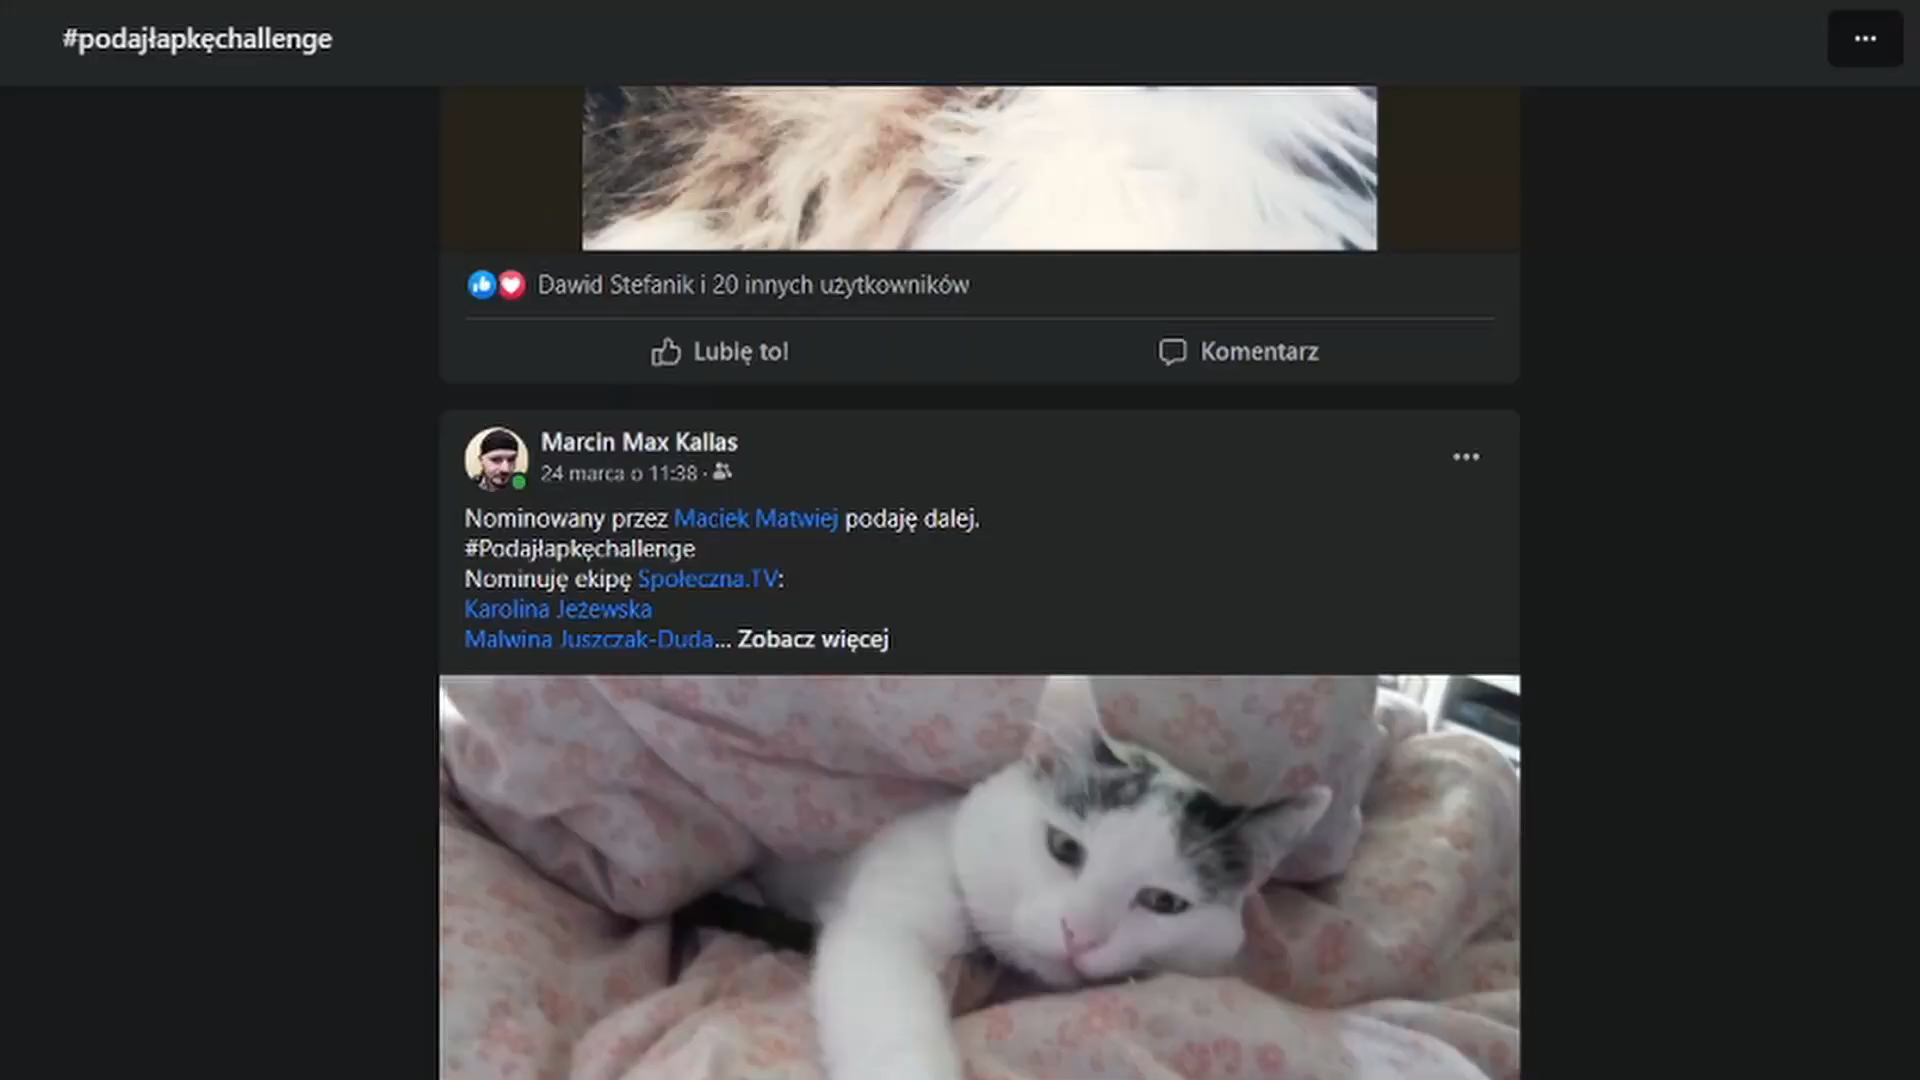 #podajłapkęchallenge
Dawid Stefanik i 20 innych użytkowników
Lubię to! Komentarz
Marcin Max Kallas
24 marca o 11:38 ·
Nominowany przez Maciek Matwiej podaję dalej.
#Podajłapkęchallenge
Nominuję ekipę Społeczna.TV:
Karolina Jeżewska
Malwina Juszczak-Duda... Zobacz więcej